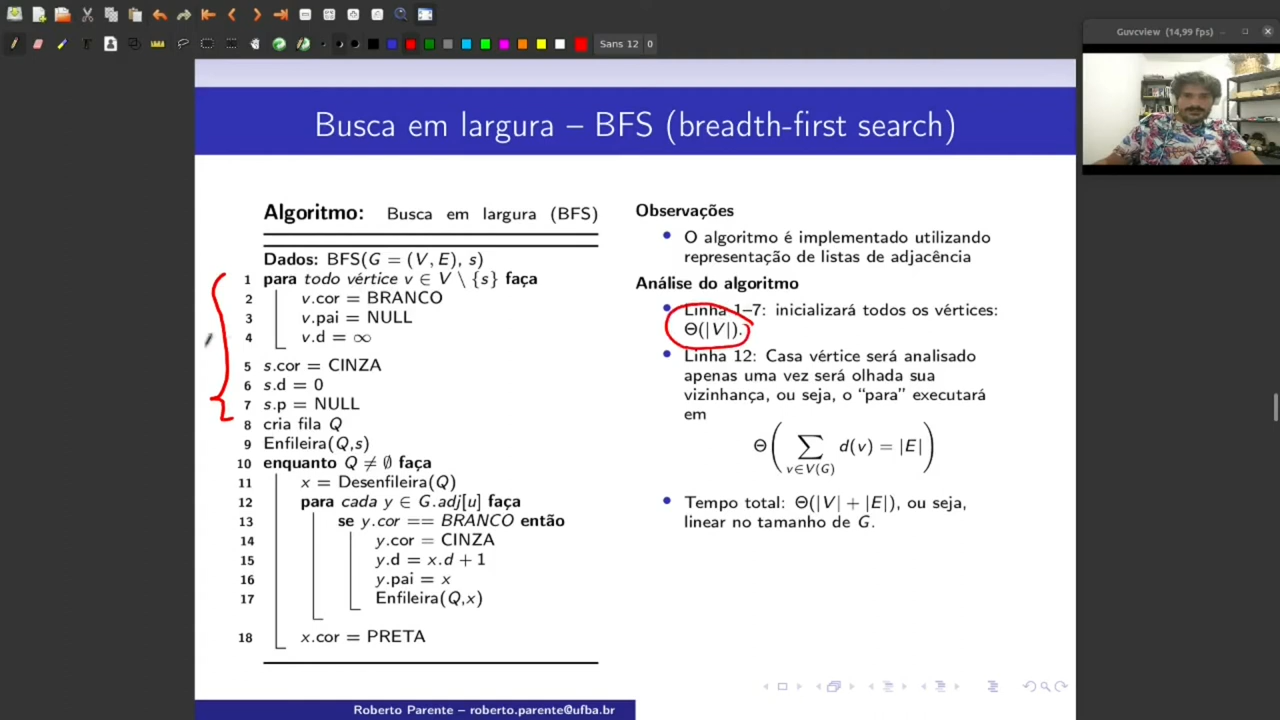 Sans 12
0
Guvcview (14,99 fps)
Busca em largura – BFS (breadth-first search)
Algoritmo: Busca em largura (BFS)
Dados: BFS(G = (V, E), s)
1 para todo vértice v ∈ V \ {s} faça
2 v.cor = BRANCO
3 v.pai = NULL
4 v.d = ∞
5 s.cor = CINZA
6 s.d = 0
7 s.p = NULL
8 cria fila Q
9 Enfileira(Q,s)
10 enquanto Q ≠ ∅ faça
11 x = Desenfileira(Q)
12 para cada y ∈ G.adj[u] faça
13 se y.cor == BRANCO então
14 y.cor = CINZA
15 y.d = x.d + 1
16 y.pai = x
17 Enfileira(Q,x)
18 x.cor = PRETA
Observações
• O algoritmo é implementado utilizando
representação de listas de adjacência
Análise do algoritmo
• Linha 1–7: inicializará todos os vértices:
Θ(|V|).
• Linha 12: Casa vértice será analisado
apenas uma vez será olhada sua
vizinhança, ou seja, o “para” executará
em
Θ ( ∑ d(v) = |E| )
v∈V(G)
• Tempo total: Θ(|V| + |E|), ou seja,
linear no tamanho de G.
Roberto Parente – roberto.parente@ufba.br